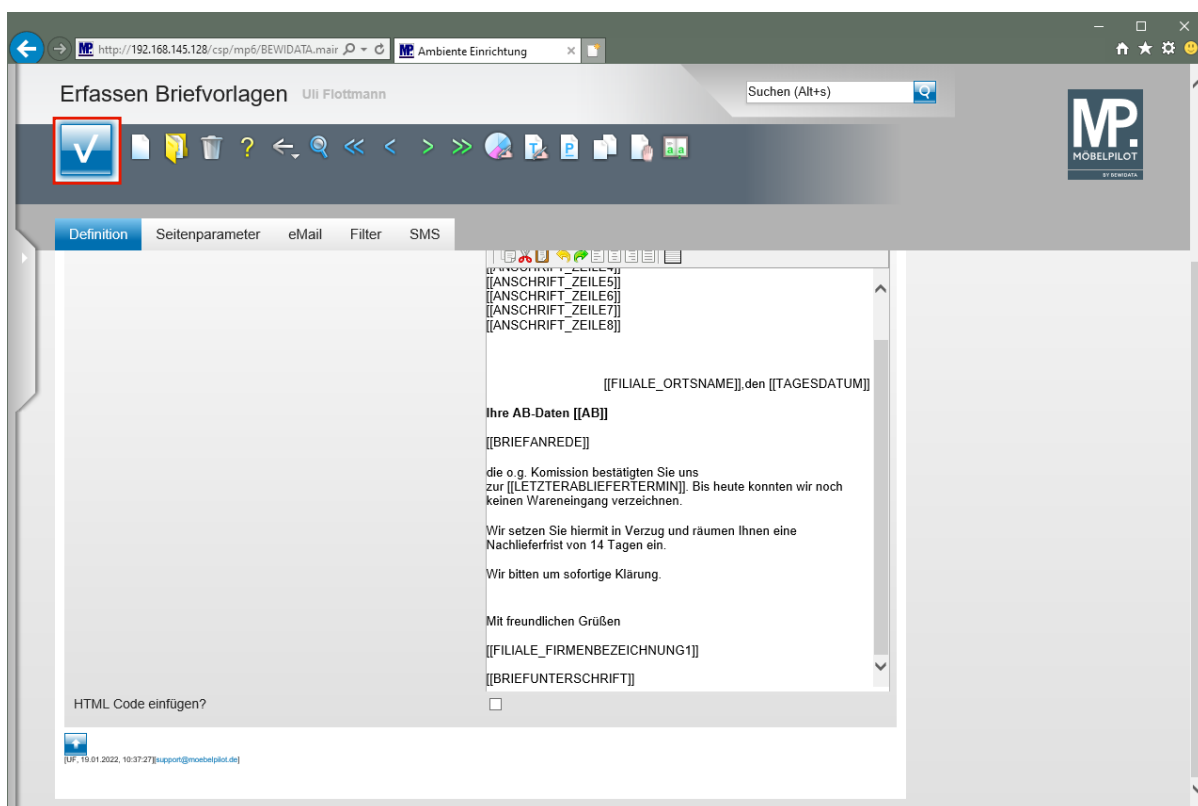 http://192.168.145.128/csp/mp6/BEWIDATA.mair
Ambiente Einrichtung
Erfassen Briefvorlagen Uli Flottmann
Suchen (Alt+s)
MP.
MÖBELPILOT
BY BEWIDATA
Definition Seitenparameter eMail Filter SMS
[[ANSCHRIFT_ZEILE4]]
[[ANSCHRIFT_ZEILE5]]
[[ANSCHRIFT_ZEILE6]]
[[ANSCHRIFT_ZEILE7]]
[[ANSCHRIFT_ZEILE8]]
[[FILIALE_ORTSNAME]],den [[TAGESDATUM]]
Ihre AB-Daten [[AB]]
[[BRIEFANREDE]]
die o.g. Komission bestätigten Sie uns
zur [[LETZTERABLIEFERTERMIN]]. Bis heute konnten wir noch
keinen Wareneingang verzeichnen.
Wir setzen Sie hiermit in Verzug und räumen Ihnen eine
Nachlieferfrist von 14 Tagen ein.
Wir bitten um sofortige Klärung.
Mit freundlichen Grüßen
[[FILIALE_FIRMENBEZEICHNUNG1]]
[[BRIEFUNTERSCHRIFT]]
HTML Code einfügen?
[UF, 19.01.2022, 10:37:27][support@moebelpilot.de]